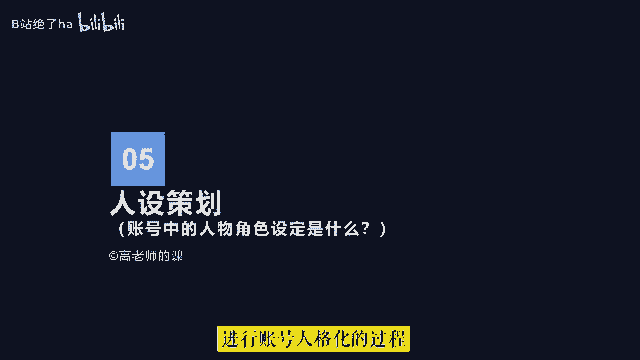 B站绝了ha bilibili
05
人设策划
（账号中的人物角色设定是什么？）
©高老师的课
进行账号人格化的过程